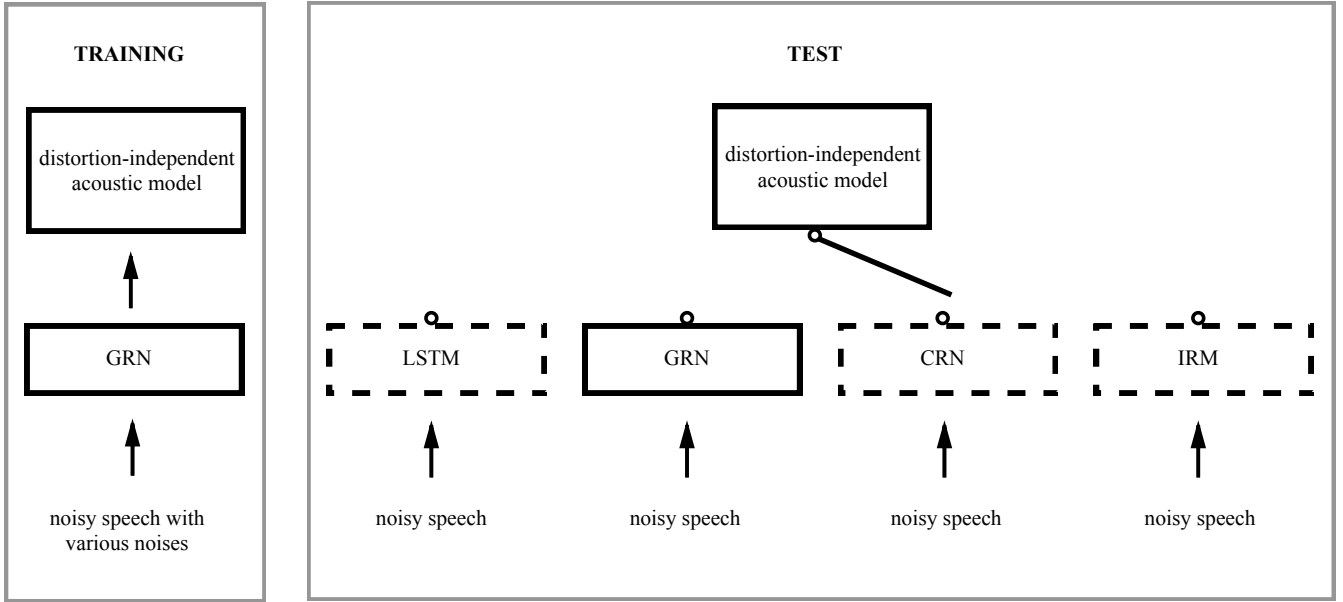 TRAINING
distortion-independent
acoustic model
GRN
noisy speech with
various noises
TEST
distortion-independent
acoustic model
LSTM
GRN
CRN
IRM
noisy speech
noisy speech
noisy speech
noisy speech